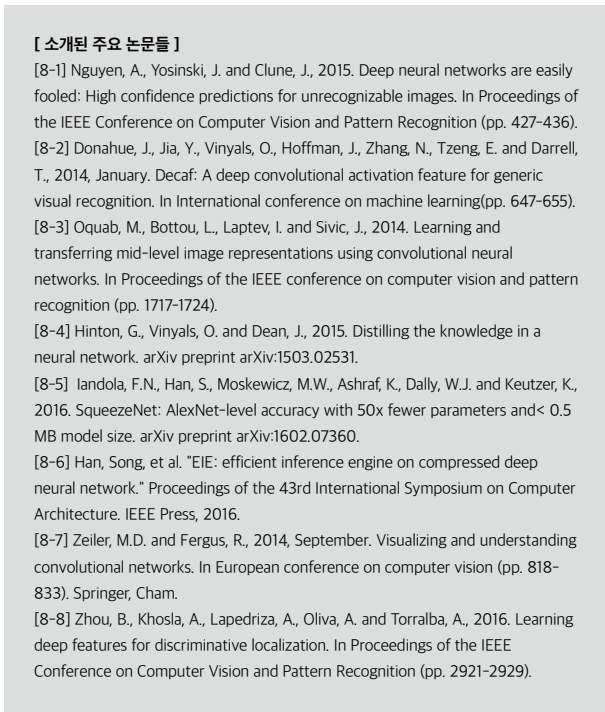 [ 소개된 주요 논문들 ]
[8-1] Nguyen, A., Yosinski, J. and Clune, J., 2015. Deep neural networks are easily
fooled: High confidence predictions for unrecognizable images. In Proceedings of
the IEEE Conference on Computer Vision and Pattern Recognition (pp. 427-436).
[8-2] Donahue, J., Jia, Y., Vinyals, O., Hoffman, J., Zhang, N., Tzeng, E. and Darrell,
T., 2014, January. Decaf: A deep convolutional activation feature for generic
visual recognition. In International conference on machine learning(pp. 647-655).
[8-3] Oquab, M., Bottou, L., Laptev, I. and Sivic, J., 2014. Learning and
transferring mid-level image representations using convolutional neural
networks. In Proceedings of the IEEE conference on computer vision and pattern
recognition (pp. 1717-1724).
[8-4] Hinton, G., Vinyals, O. and Dean, J., 2015. Distilling the knowledge in a
neural network. arXiv preprint arXiv:1503.02531.
[8-5] Iandola, F.N., Han, S., Moskewicz, M.W., Ashraf, K., Dally, W.J. and Keutzer, K.,
2016. SqueezeNet: AlexNet-level accuracy with 50x fewer parameters and< 0.5
MB model size. arXiv preprint arXiv:1602.07360.
[8-6] Han, Song, et al. "EIE: efficient inference engine on compressed deep
neural network." Proceedings of the 43rd International Symposium on Computer
Architecture. IEEE Press, 2016.
[8-7] Zeiler, M.D. and Fergus, R., 2014, September. Visualizing and understanding
convolutional networks. In European conference on computer vision (pp. 818-
833). Springer, Cham.
[8-8] Zhou, B., Khosla, A., Lapedriza, A., Oliva, A. and Torralba, A., 2016. Learning
deep features for discriminative localization. In Proceedings of the IEEE
Conference on Computer Vision and Pattern Recognition (pp. 2921-2929).